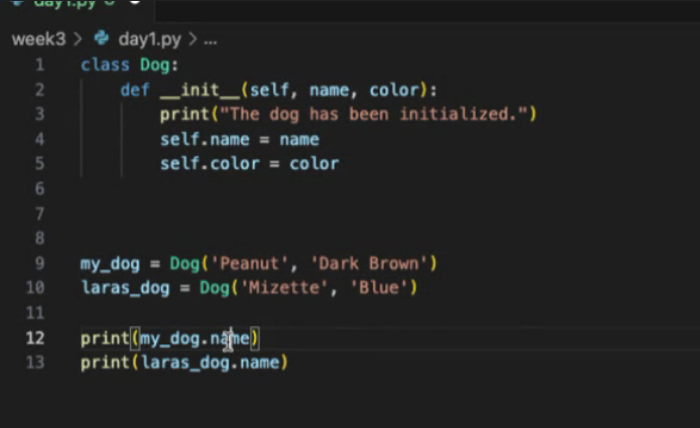 day1.py
week3 > day1.py > ...
1 class Dog:
2 def __init__(self, name, color):
3 print("The dog has been initialized.")
4 self.name = name
5 self.color = color
6
7
8
9 my_dog = Dog('Peanut', 'Dark Brown')
10 laras_dog = Dog('Mizette', 'Blue')
11
12 print(my_dog.name)
13 print(laras_dog.name)